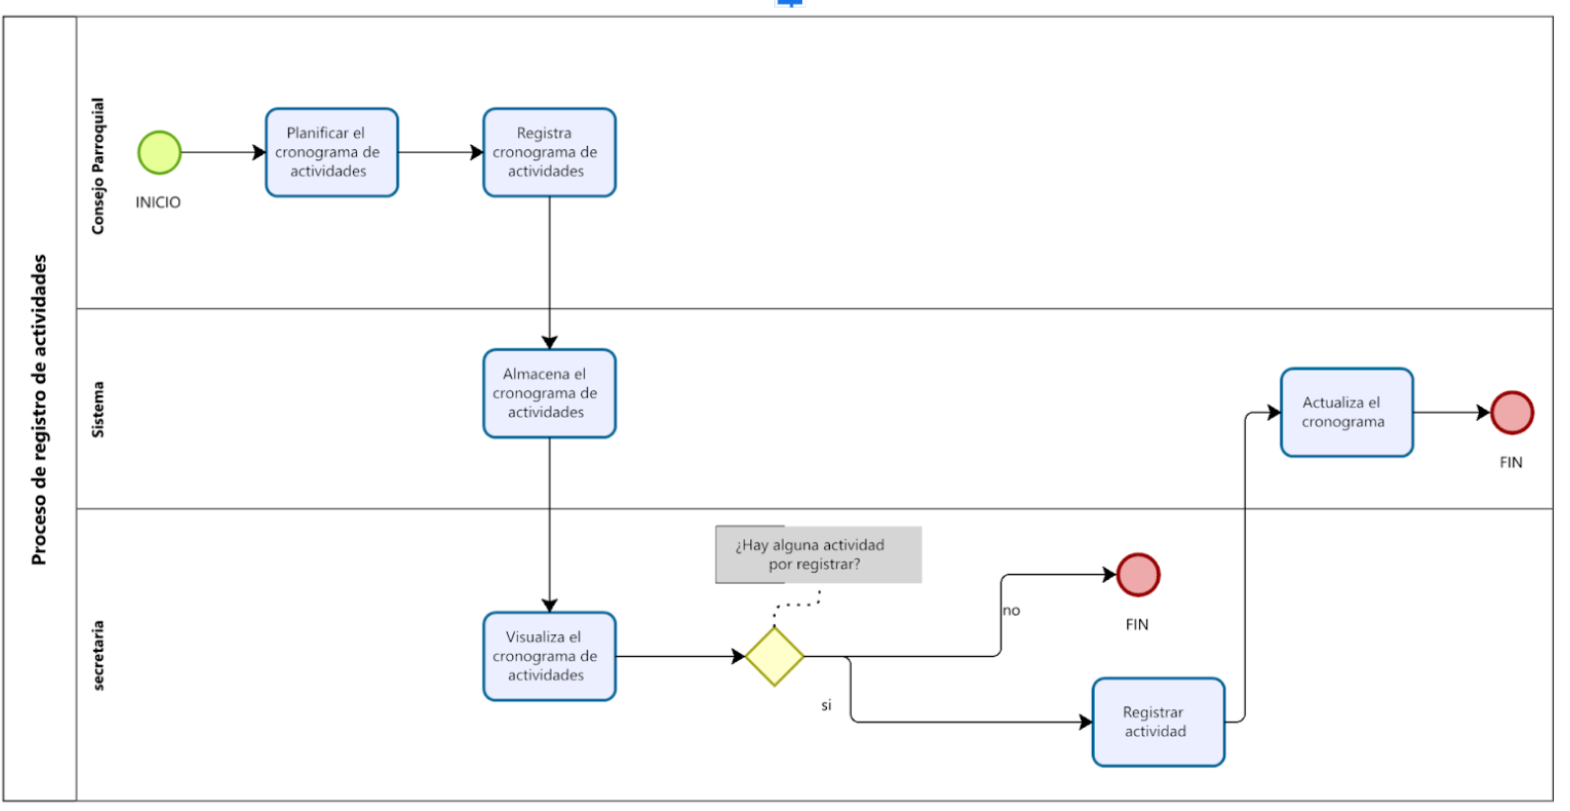 Proceso de registro de actividades
Consejo Parroquial
INICIO
Planificar el
cronograma de
actividades
Registra
cronograma de
actividades
Sistema
Almacena el
cronograma de
actividades
Actualiza el
cronograma
FIN
secretaria
Visualiza el
cronograma de
actividades
¿Hay alguna actividad
por registrar?
no
FIN
si
Registrar
actividad